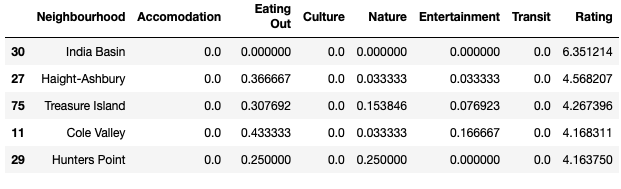 Neighbourhood Accomodation Eating Out Culture Nature Entertainment Transit Rating
30 India Basin 0.0 0.000000 0.0 0.000000 0.000000 0.0 6.351214
27 Haight-Ashbury 0.0 0.366667 0.0 0.033333 0.033333 0.0 4.568207
75 Treasure Island 0.0 0.307692 0.0 0.153846 0.076923 0.0 4.267396
11 Cole Valley 0.0 0.433333 0.0 0.033333 0.166667 0.0 4.168311
29 Hunters Point 0.0 0.250000 0.0 0.250000 0.000000 0.0 4.163750